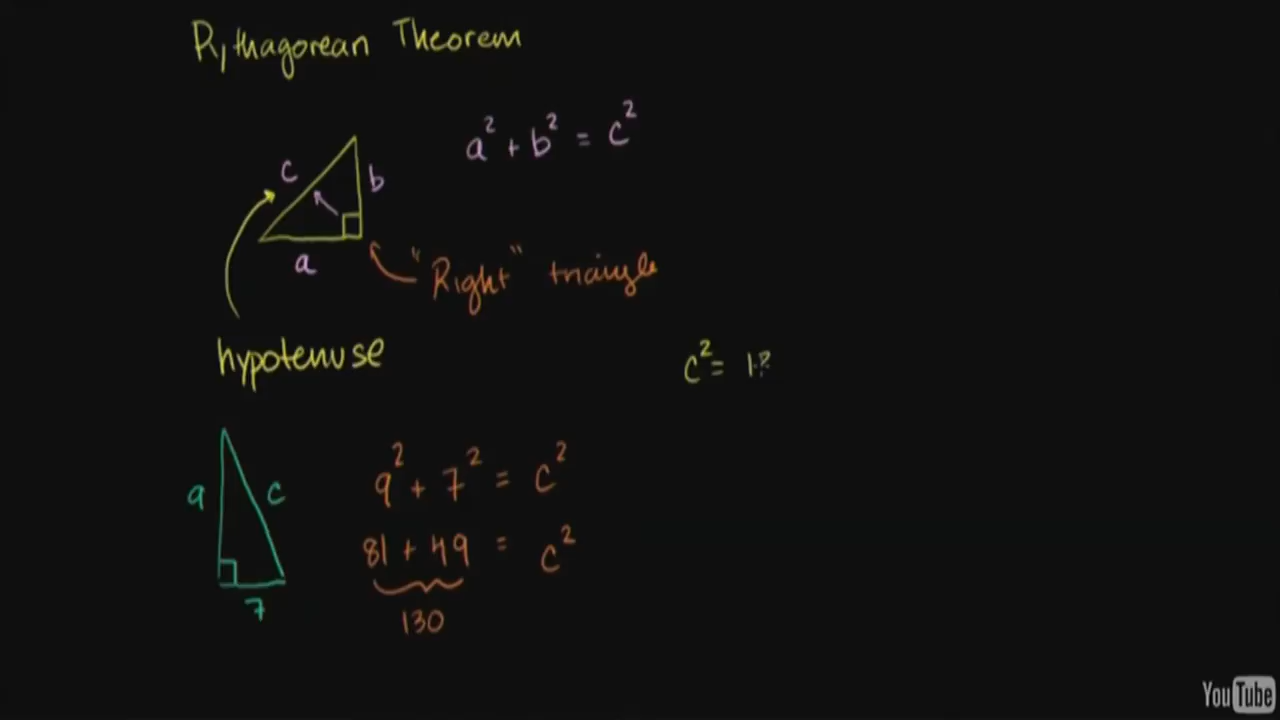 Pythagorean Theorem
a² + b² = c²
c
b
a
"Right" triangle
hypotenuse
c² = 13
9
c
7
9² + 7² = c²
81 + 49 = c²
130
YouTube